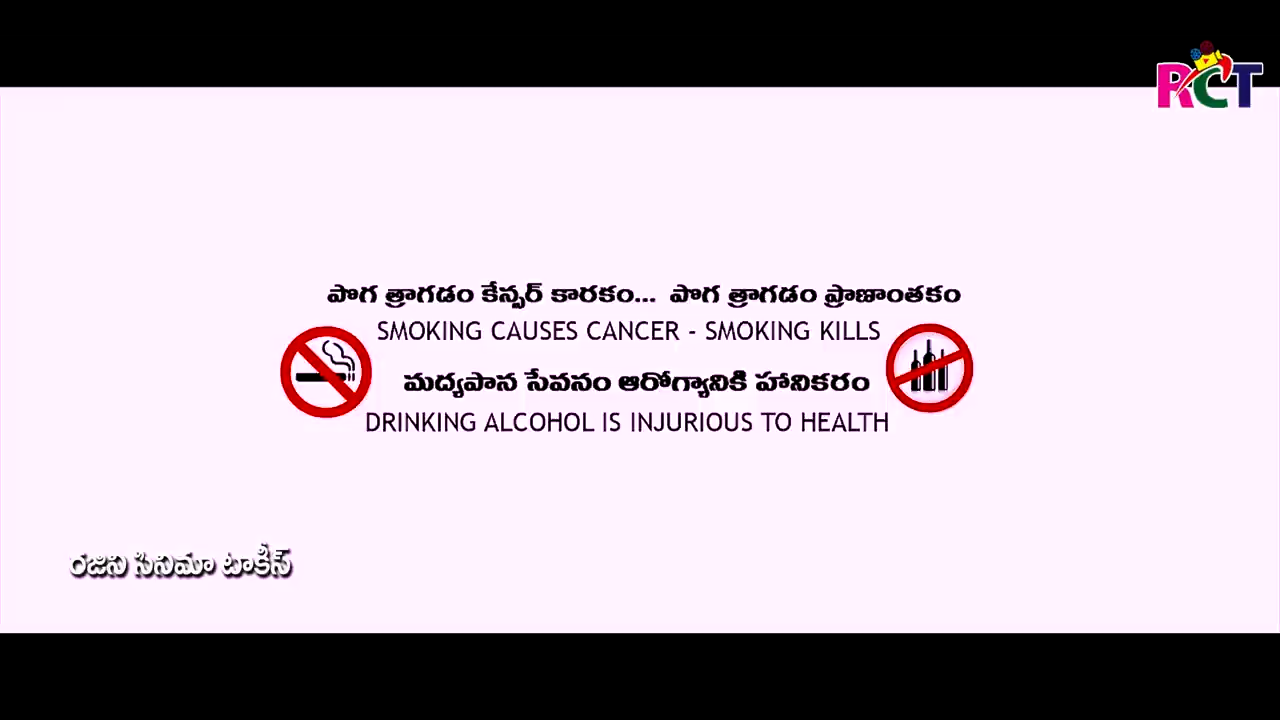 RCT
పొగ త్రాగడం కేన్సర్ కారకం... పొగ త్రాగడం ప్రాణాంతకం
SMOKING CAUSES CANCER - SMOKING KILLS
మద్యపాన సేవనం ఆరోగ్యానికి హానికరం
DRINKING ALCOHOL IS INJURIOUS TO HEALTH
రజని సినిమా టాకీస్